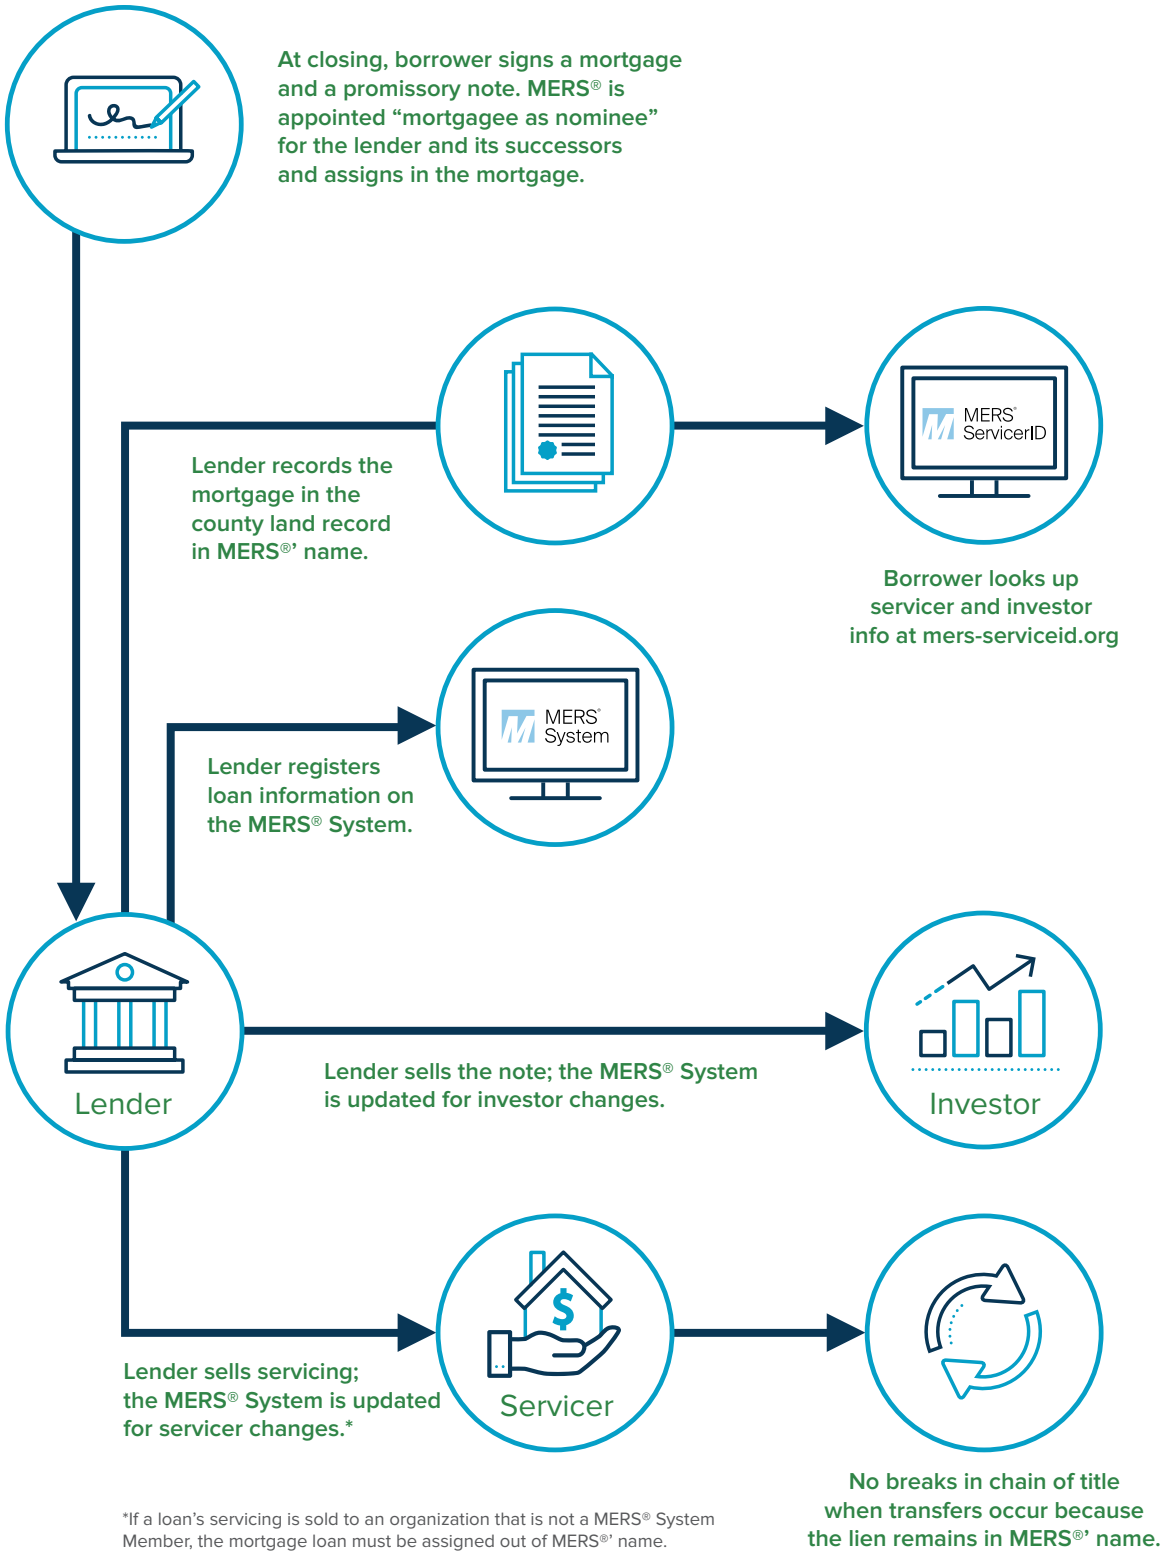 At closing, borrower signs a mortgage
and a promissory note. MERS® is
appointed “mortgagee as nominee”
for the lender and its successors
and assigns in the mortgage.
Lender records the
mortgage in the
county land record
in MERS®’ name.
MERS®
ServicerID
Borrower looks up
servicer and investor
info at mers-serviceid.org
MERS®
System
Lender registers
loan information on
the MERS® System.
Lender
Lender sells the note; the MERS® System
is updated for investor changes.
Investor
Lender sells servicing;
the MERS® System is updated
for servicer changes.*
$
Servicer
No breaks in chain of title
when transfers occur because
the lien remains in MERS®’ name.
*If a loan’s servicing is sold to an organization that is not a MERS® System
Member, the mortgage loan must be assigned out of MERS®’ name.